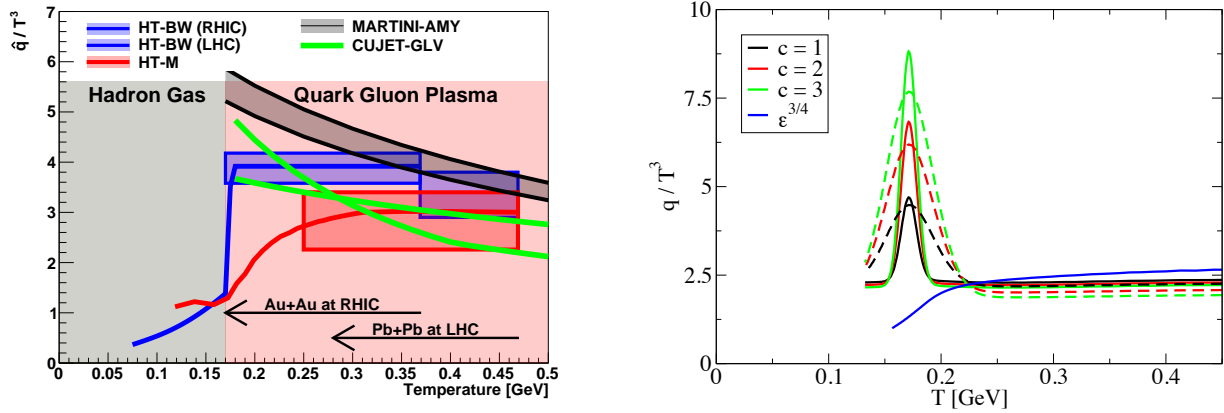 q̂ / T³
7
6
5
4
3
2
1
0
HT-BW (RHIC)
HT-BW (LHC)
HT-M
MARTINI-AMY
CUJET-GLV
Hadron Gas
Quark Gluon Plasma
Au+Au at RHIC
Pb+Pb at LHC
0 0.05 0.1 0.15 0.2 0.25 0.3 0.35 0.4 0.45 0.5
Temperature [GeV]
q / T³
10
7.5
5
2.5
0
c = 1
c = 2
c = 3
ε^3/4
0 0.1 0.2 0.3 0.4
T [GeV]